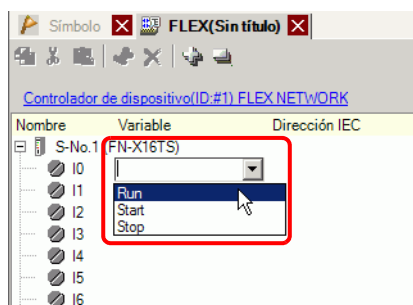 Símbolo FLEX(Sin título)
Controlador de dispositivo(ID:#1) FLEX NETWORK
Nombre Variable Dirección IEC
S-No.1 (FN-X16TS)
I0
I1 Run
I2 Start
I3 Stop
I4
I5
I6